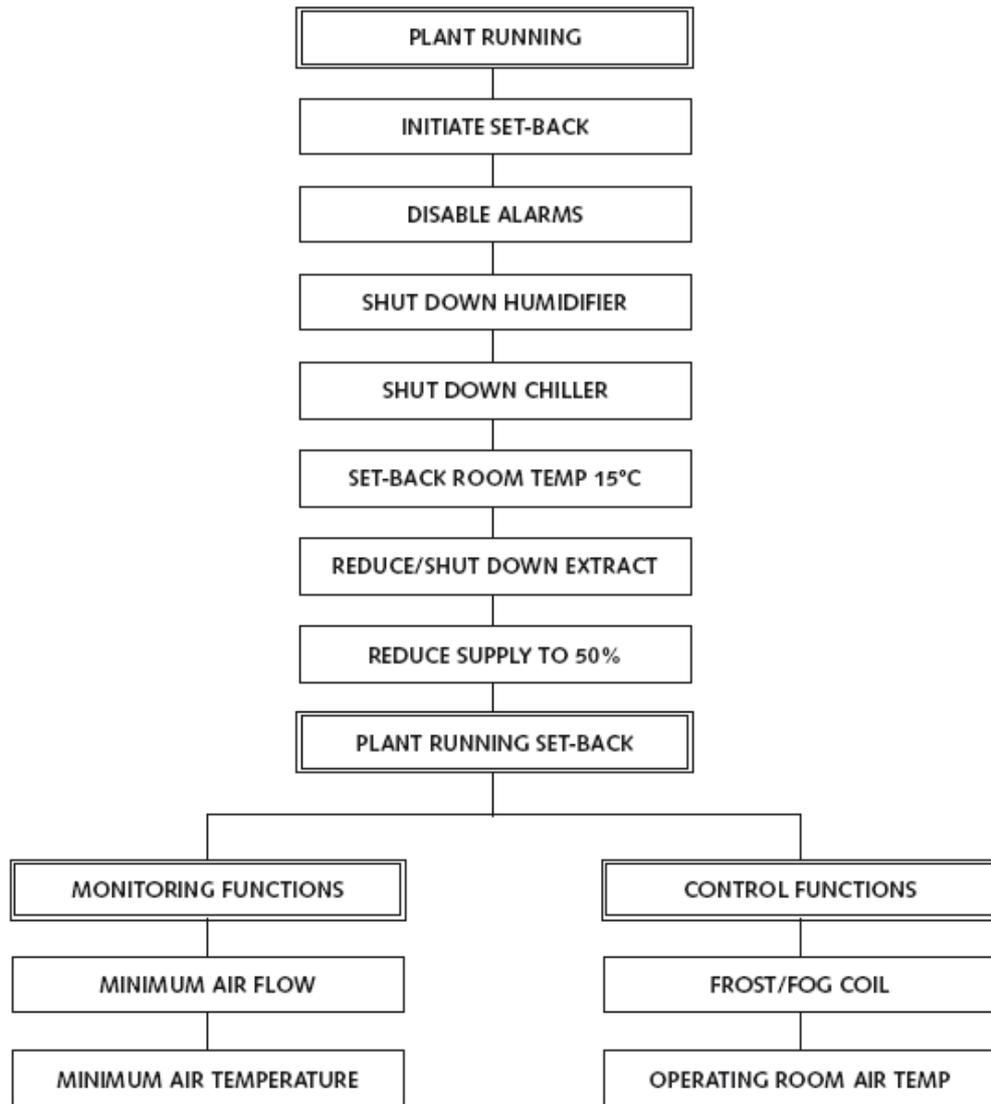 PLANT RUNNING
INITIATE SET-BACK
DISABLE ALARMS
SHUT DOWN HUMIDIFIER
SHUT DOWN CHILLER
SET-BACK ROOM TEMP 15°C
REDUCE/SHUT DOWN EXTRACT
REDUCE SUPPLY TO 50%
PLANT RUNNING SET-BACK
MONITORING FUNCTIONS
MINIMUM AIR FLOW
MINIMUM AIR TEMPERATURE
CONTROL FUNCTIONS
FROST/FOG COIL
OPERATING ROOM AIR TEMP